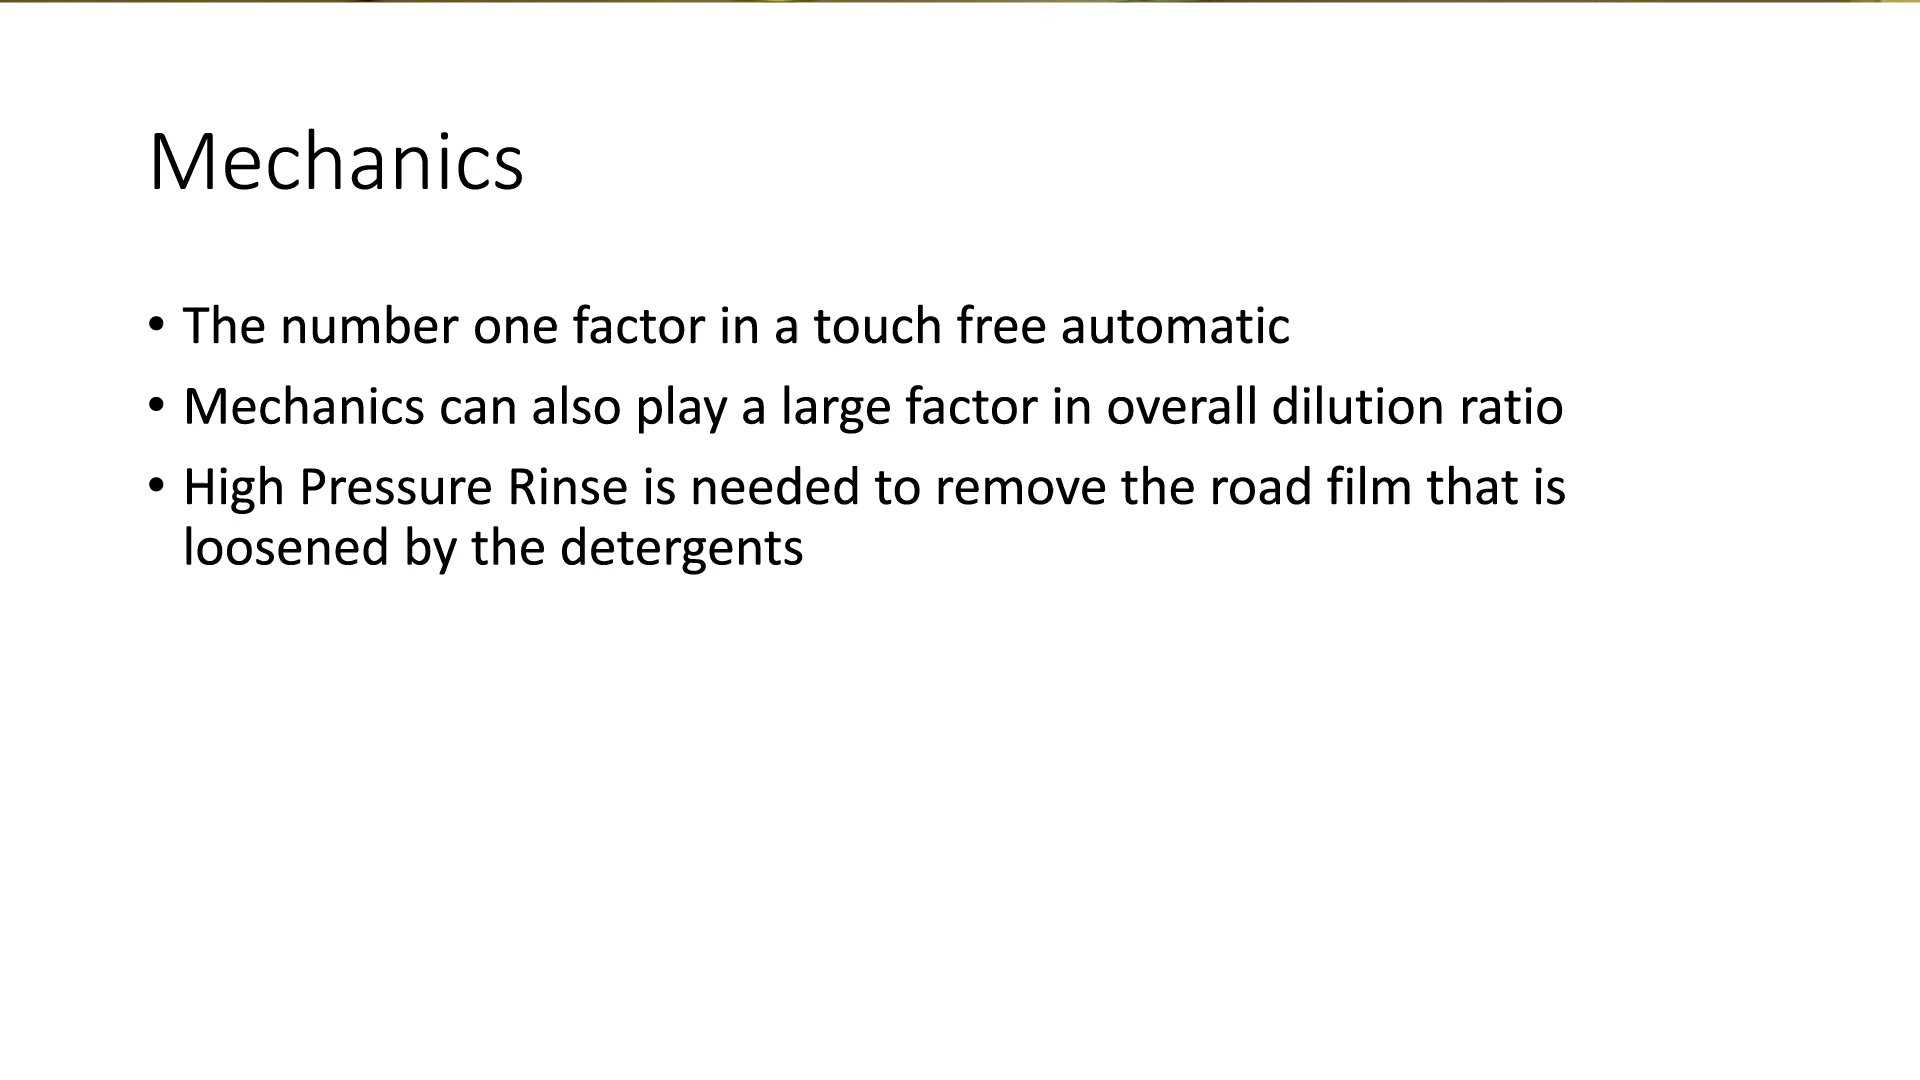 Mechanics
• The number one factor in a touch free automatic
• Mechanics can also play a large factor in overall dilution ratio
• High Pressure Rinse is needed to remove the road film that is
loosened by the detergents